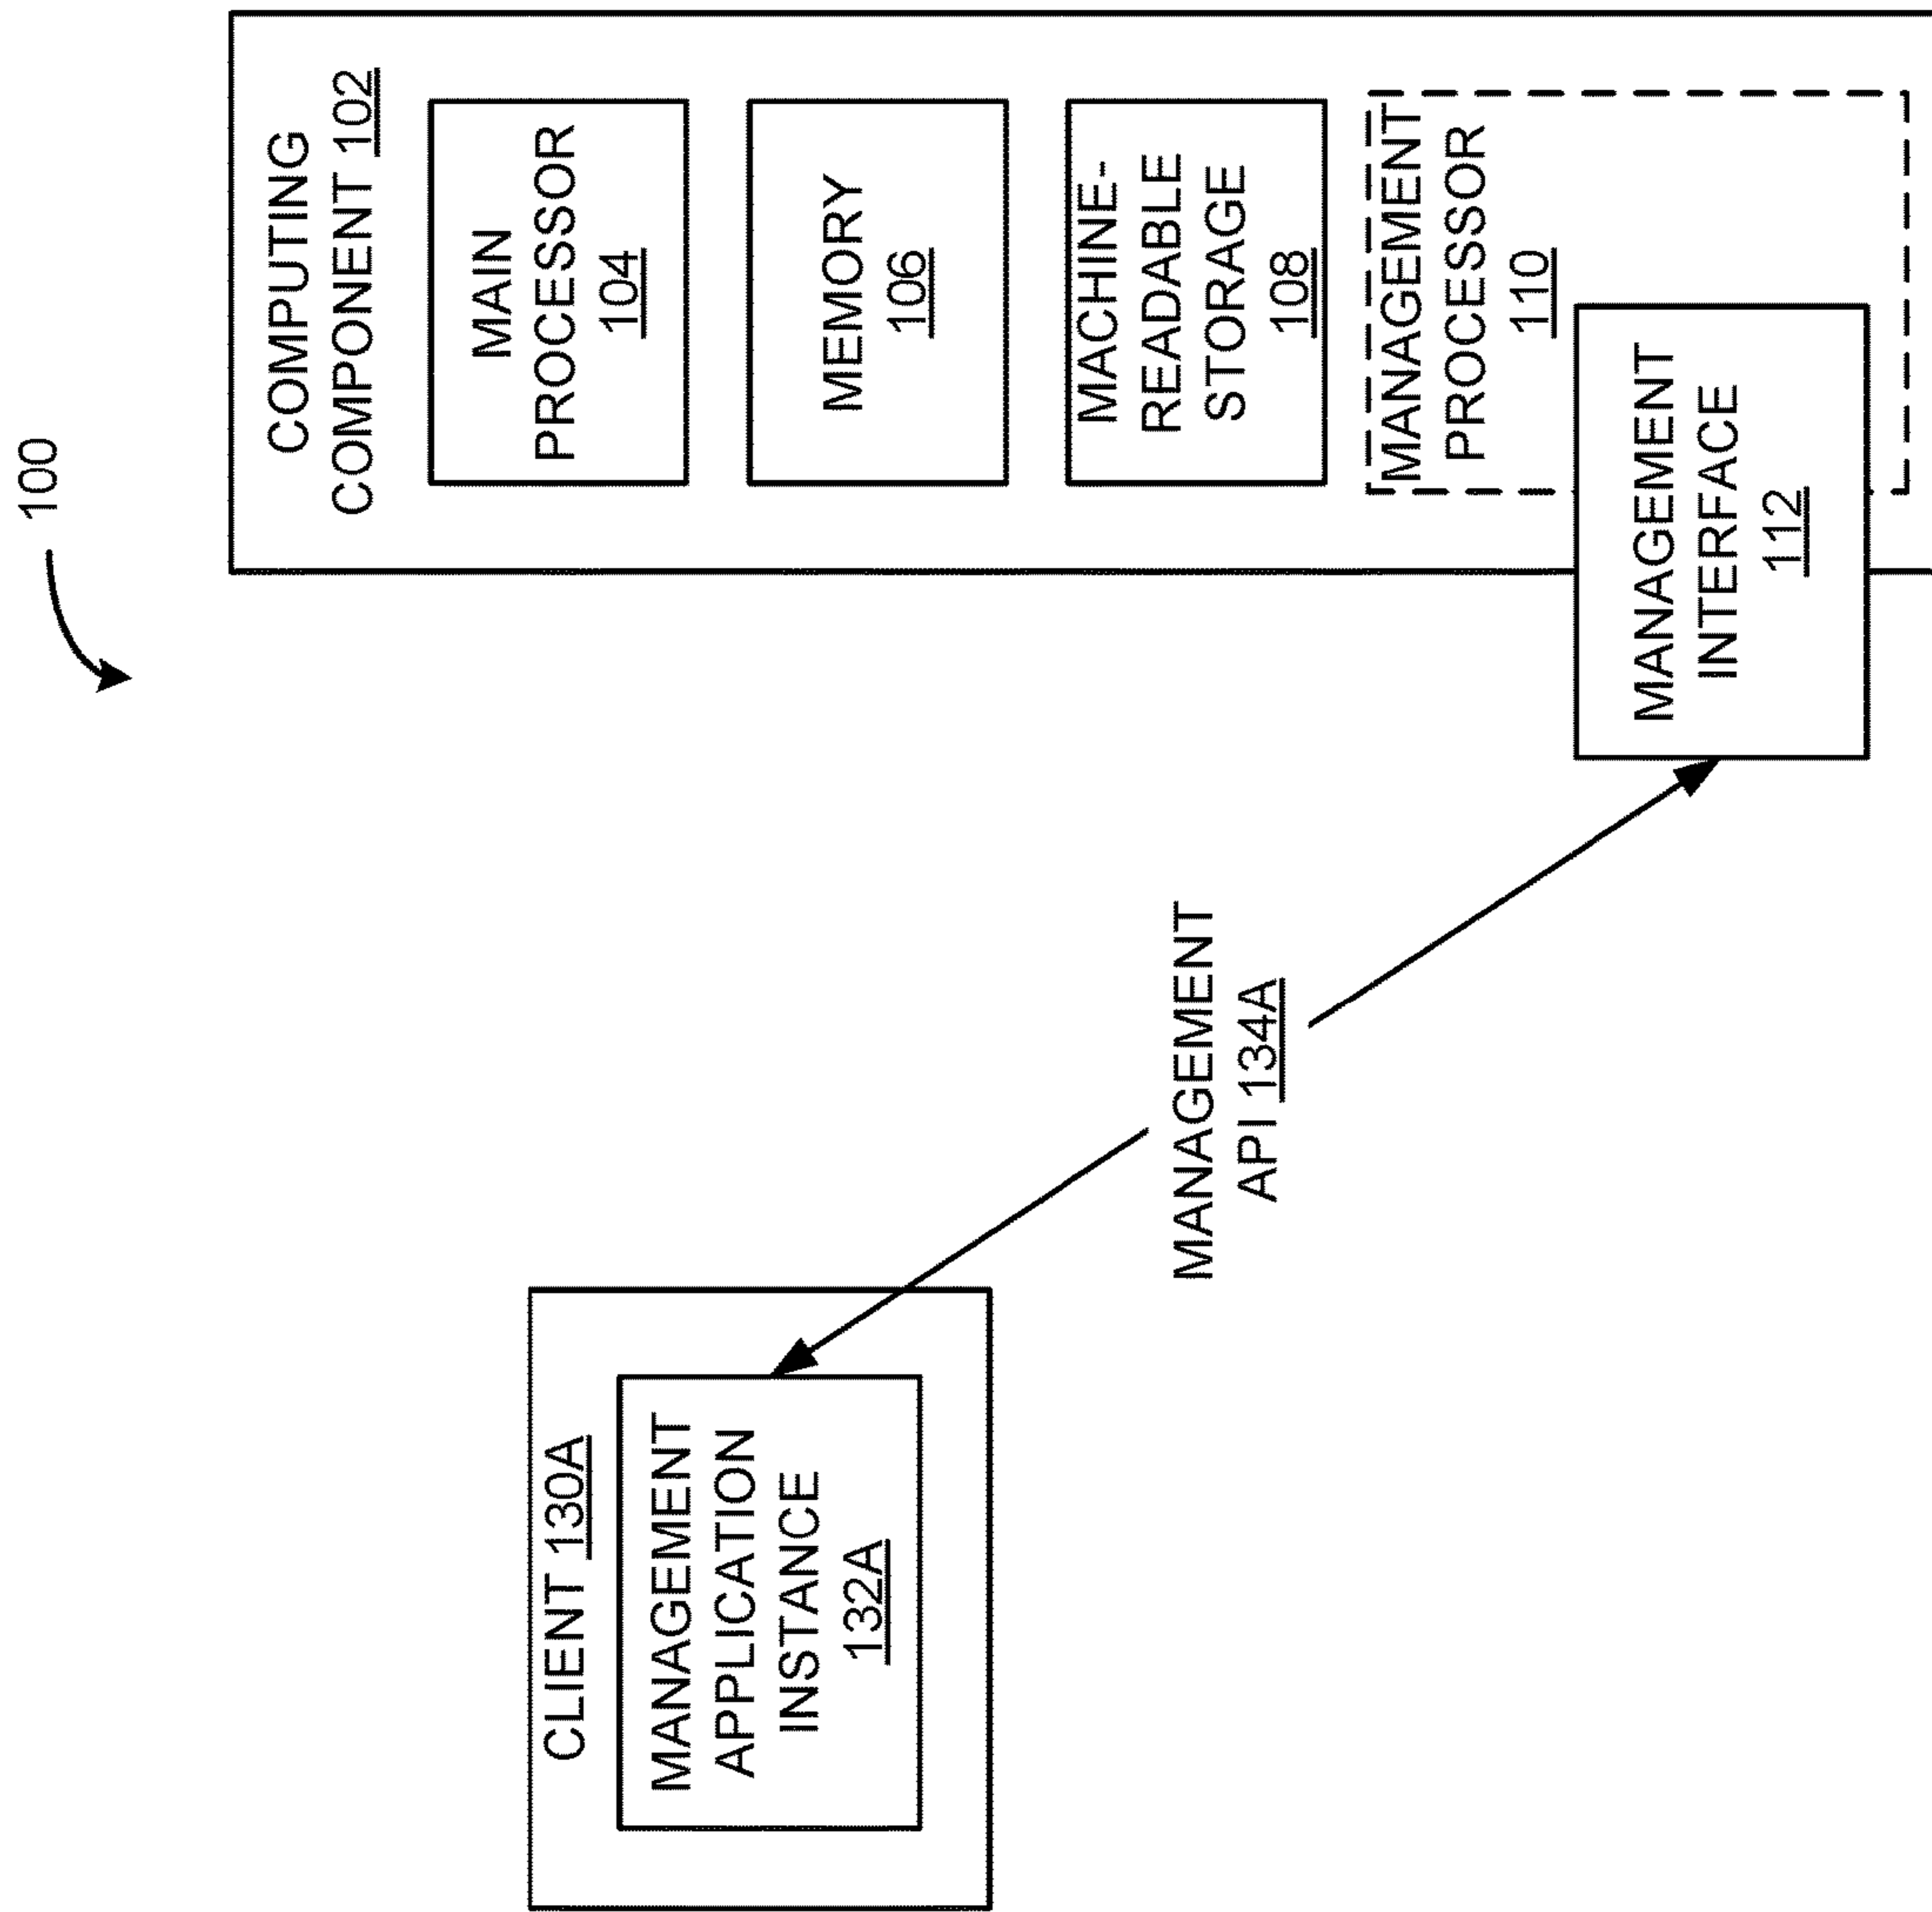 100
COMPUTING
COMPONENT 102
MAIN
PROCESSOR
104
MEMORY
106
MACHINE-
READABLE
STORAGE
108
MANAGEMENT
PROCESSOR
110
MANAGEMENT
INTERFACE
112
MANAGEMENT
API 134A
CLIENT 130A
MANAGEMENT
APPLICATION
INSTANCE
132A